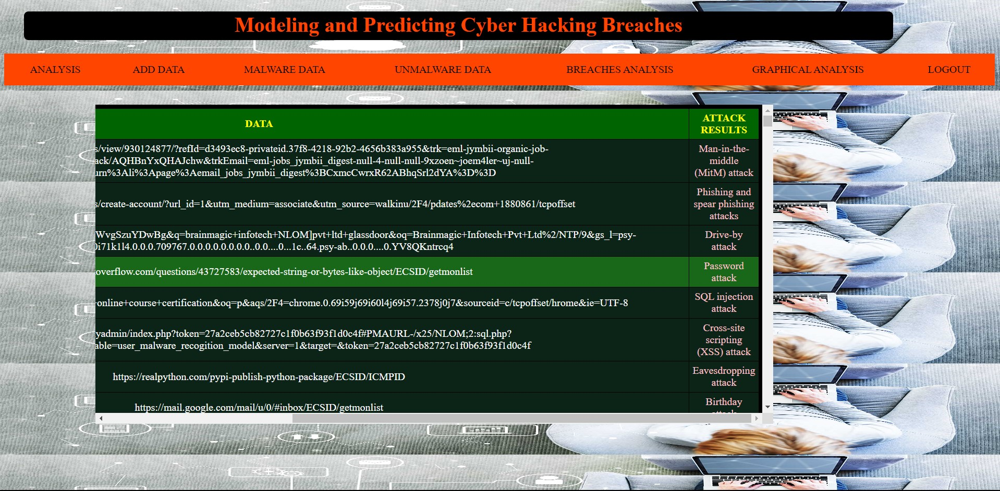 Modeling and Predicting Cyber Hacking Breaches
ANALYSIS ADD DATA MALWARE DATA UNMALWARE DATA BREACHES ANALYSIS GRAPHICAL ANALYSIS LOGOUT
DATA
ATTACK
RESULTS
s/view/930124877/?refId=d3493ec8-privateid.37f8-4218-92b2-4656b383a955&trk=eml-jymbii-organic-job-
ack/AQHBnYxQHAJchw&trkEmail=eml-jobs_jymbii_digest-null-4-null-null-9xzoen~joem4ler~uj-null-
urn%3Ali%3Apage%3Aemail_jobs_jymbii_digest%3BCxmcCwrxR62ABhqSrl2dYA%3D%3D
Man-in-the-
middle
(MitM) attack
s/create-account/?url_id=1&utm_medium=associate&utm_source=walkinu/2F4/pdates%2ecom+1880861/tcpoffset
Phishing and
spear phishing
attacks
WvgSzuYDwBg&q=brainmagic+infotech+NLOM]pvt+ltd+glassdoor&oq=Brainmagic+Infotech+Pvt+Ltd%2/NTP/9&gs_l=psy-
0i71k1l4.0.0.0.709767.0.0.0.0.0.0.0.0..0.0....0...1c..64.psy-ab..0.0.0....0.YV8QKntrcq4
Drive-by
attack
overflow.com/questions/43727583/expected-string-or-bytes-like-object/ECSID/getmonlist
Password
attack
+online+course+certification&oq=p&aqs/2F4=chrome.0.69i59j69i60l4j69i57.2378j0j7&sourceid=c/tcpoffset/hrome&ie=UTF-8
SQL injection
attack
yadmin/index.php?token=27a2ceb5cb82727c1f0b63f93f1d0c4f#PMAURL-/x25/NLOM;2:sql.php?
able=user_malware_recogition_model&server=1&target=&token=27a2ceb5cb82727c1f0b63f93f1d0c4f
Cross-site
scripting
(XSS) attack
https://realpython.com/pypi-publish-python-package/ECSID/ICMPID
Eavesdropping
attack
https://mail.google.com/mail/u/0/#inbox/ECSID/getmonlist
Birthday
attack